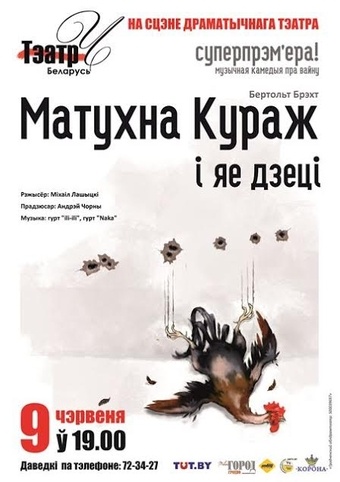 НА СЦЭНЕ ДРАМАТЫЧНАГА ТЭАТРА
Тэатр Ч
Беларусь
суперпрэм'ера!
музычная камедыя пра вайну
Бертольт Брэхт
Матухна Кураж
і яе дзеці
Рэжысёр: Міхаіл Лашыцкі
Прадзюсар: Андрэй Чорны
Музыка: гурт "ili-ili", гурт "Naka"
9 чэрвеня
ў 19.00
Даведкі па тэлефоне: 72-34-27
TUT.BY
ГОРОД
КОРОНА